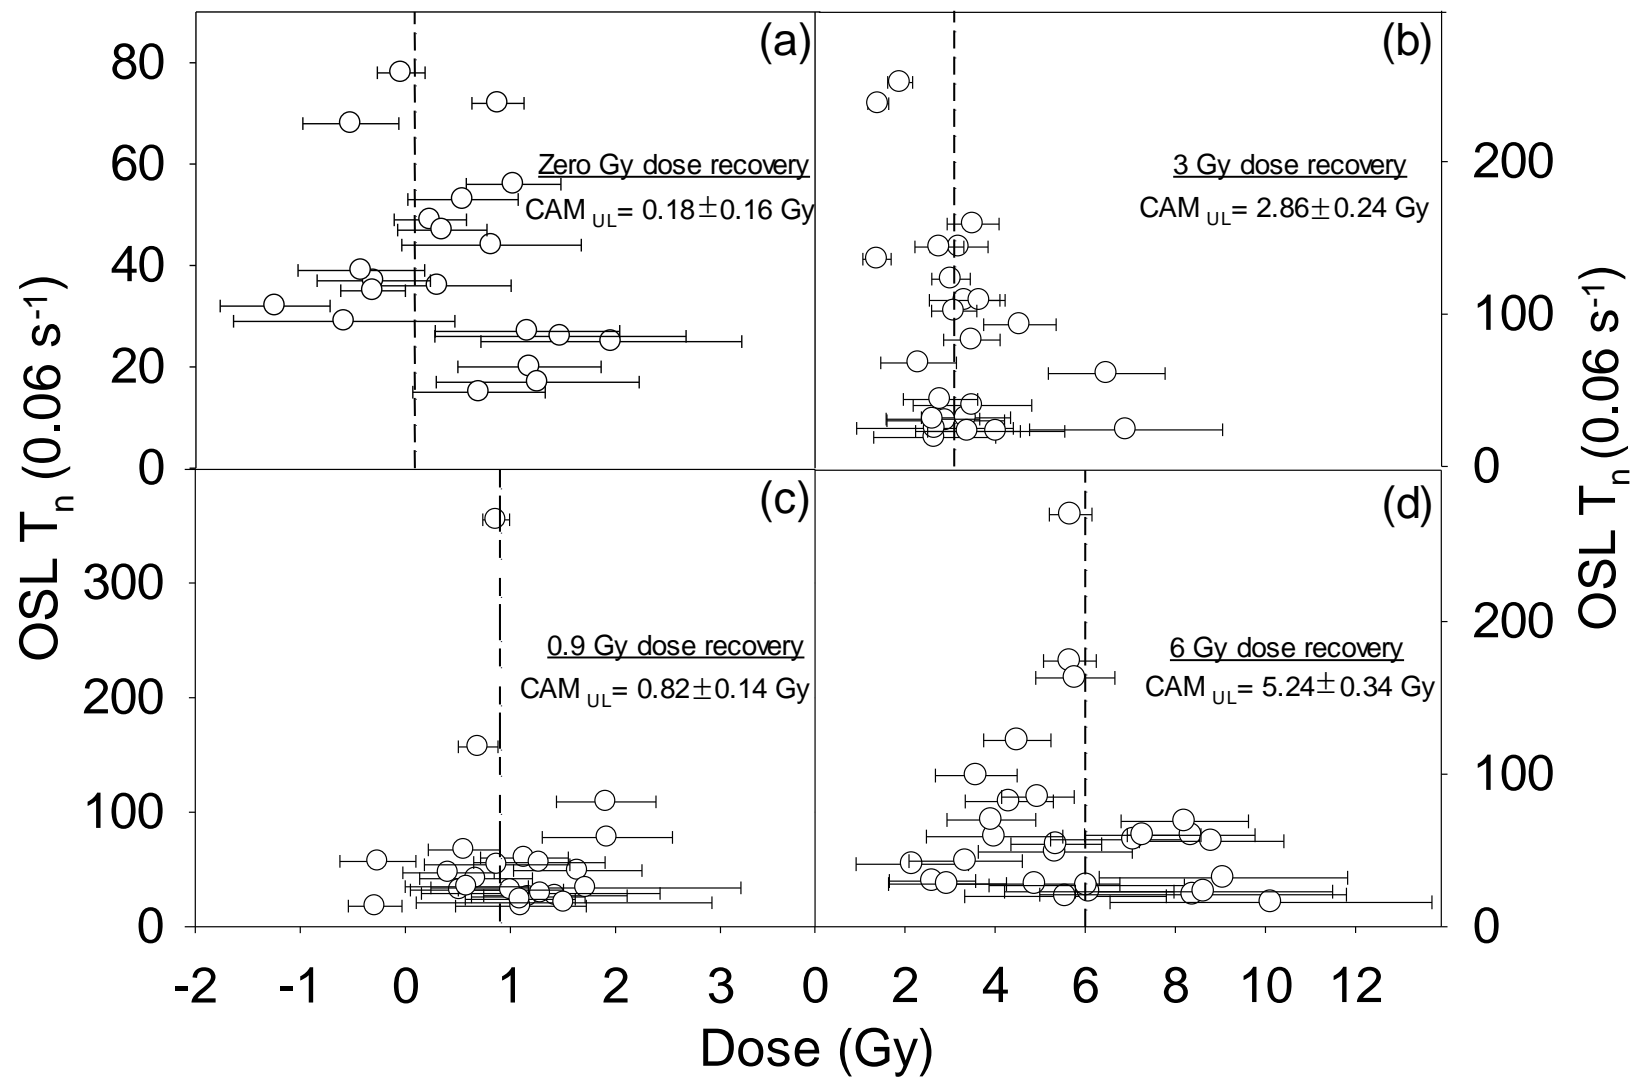 (a)
80
60
40
20
0
Zero Gy dose recovery
CAM UL= 0.18±0.16 Gy
(b)
200
100
0
3 Gy dose recovery
CAM UL= 2.86±0.24 Gy
OSL Tn (0.06 s-1)
OSL Tn (0.06 s-1)
(c)
300
200
100
0
0.9 Gy dose recovery
CAM UL= 0.82±0.14 Gy
(d)
200
100
0
6 Gy dose recovery
CAM UL= 5.24±0.34 Gy
-2 -1 0 1 2 3 0 2 4 6 8 10 12
Dose (Gy)